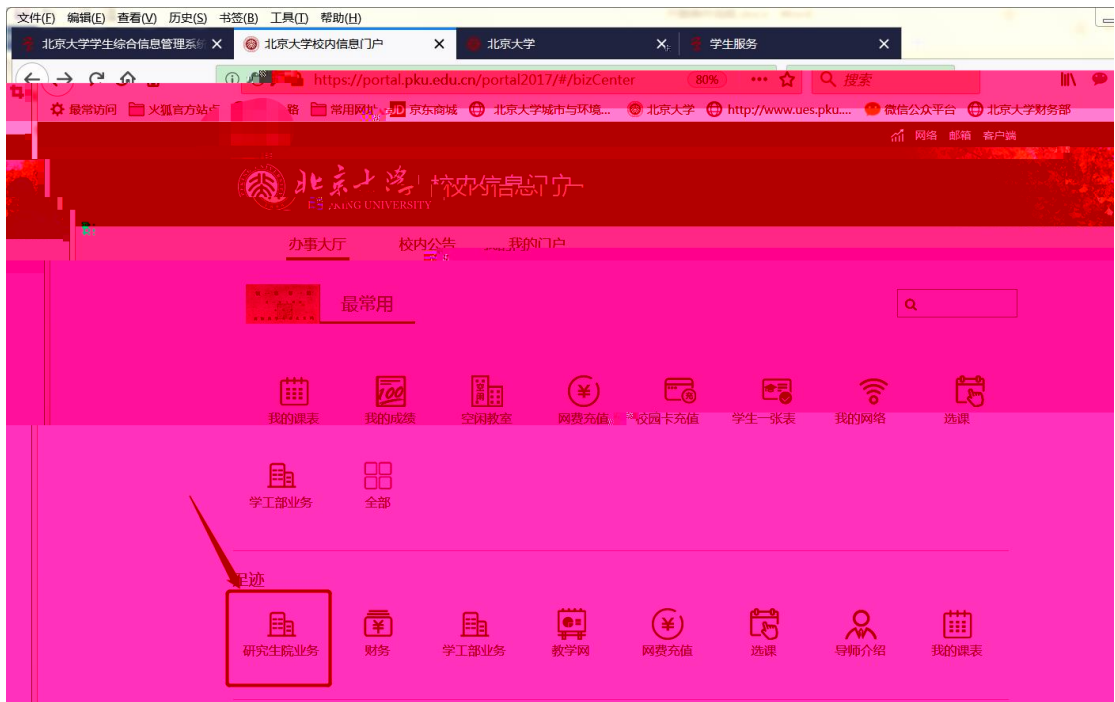 文件(F) 编辑(E) 查看(V) 历史(S) 书签(B) 工具(T) 帮助(H)
北京大学学生综合信息管理系统 北京大学校内信息门户 北京大学 学生服务
https://portal.pku.edu.cn/portal2017/#/bizCenter 80% 搜索
最常访问 火狐官方站点 常用网址 JD 京东商城 北京大学城市与环境... 北京大学 http://www.ues.pku.... 微信公众平台 北京大学财务部
网络 邮箱 客户端
北京大学 校内信息门户
PEKING UNIVERSITY
办事大厅 校内公告 我的门户
最常用
我的课表 我的成绩 空闲教室 网费充值 校园卡充值 学生一张表 我的网络 选课
学工部业务 全部
足迹
研究生院业务 财务 学工部业务 教学网 网费充值 选课 导师介绍 我的课表